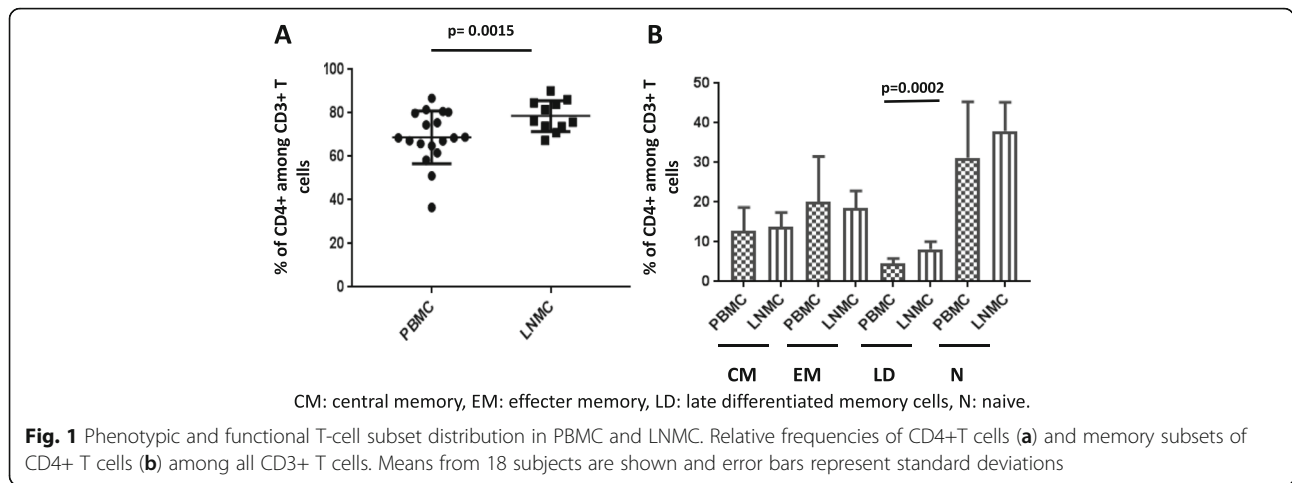 A
p= 0.0015
% of CD4+ among CD3+ T
cells
100
80
60
40
20
0
PBMC
LNMC
B
p=0.0002
% of CD4+ among CD3+ T
cells
50
40
30
20
10
0
PBMC
LNMC
PBMC
LNMC
PBMC
LNMC
PBMC
LNMC
CM
EM
LD
N
CM: central memory, EM: effecter memory, LD: late differentiated memory cells, N: naive.
Fig. 1 Phenotypic and functional T-cell subset distribution in PBMC and LNMC. Relative frequencies of CD4+T cells (a) and memory subsets of
CD4+ T cells (b) among all CD3+ T cells. Means from 18 subjects are shown and error bars represent standard deviations